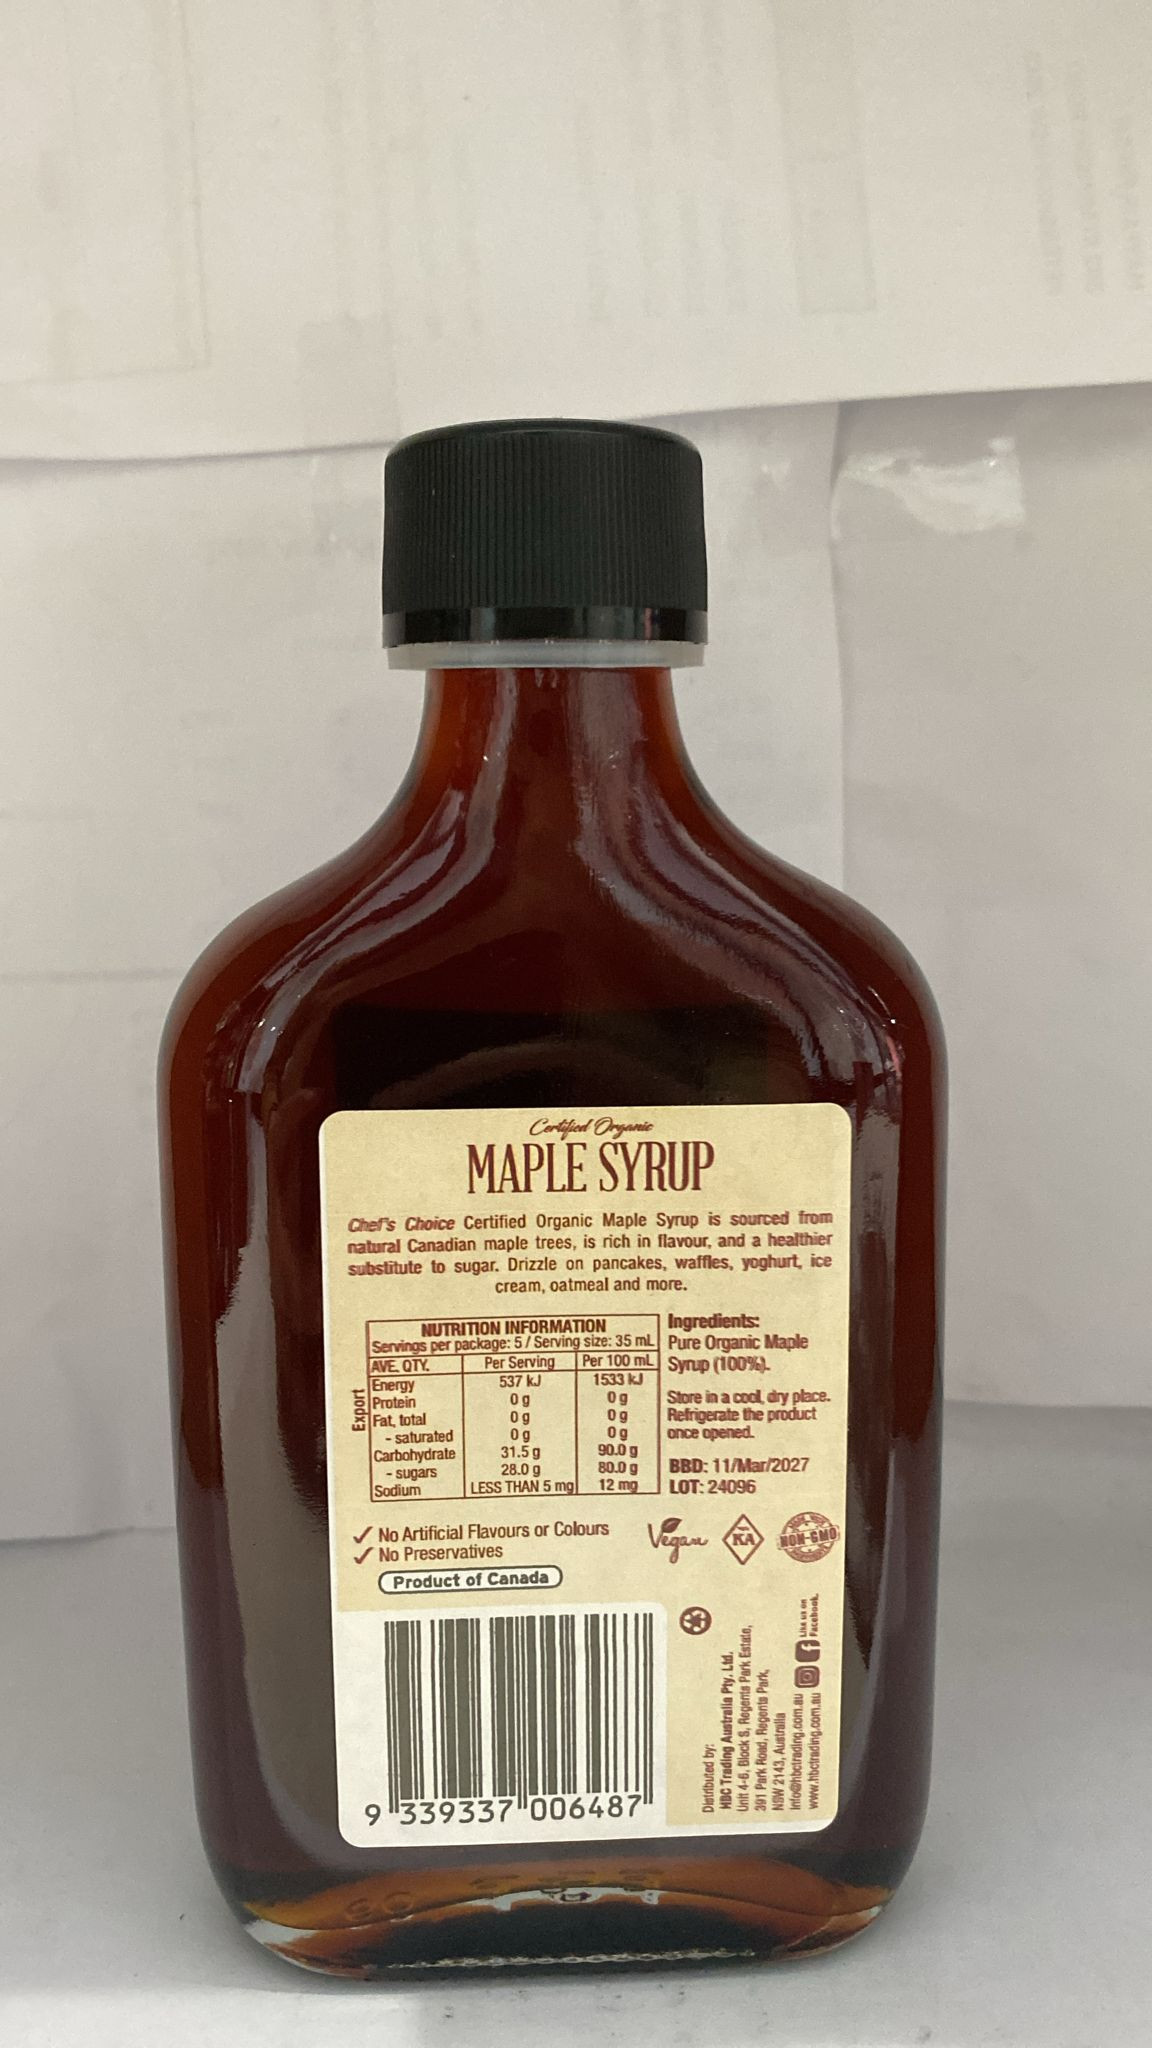 Certified Organic
MAPLE SYRUP
Chef's Choice Certified Organic Maple Syrup is sourced from
natural Canadian maple trees, is rich in flavour, and a healthier
substitute to sugar. Drizzle on pancakes, waffles, yoghurt, ice
cream, oatmeal and more.
Export
NUTRITION INFORMATION
Servings per package: 5 / Serving size: 35 mL
AVE. QTY. Per Serving Per 100 mL
Energy 537 kJ 1533 kJ
Protein 0 g 0 g
Fat, total 0 g 0 g
- saturated 0 g 0 g
Carbohydrate 31.5 g 90.0 g
- sugars 28.0 g 80.0 g
Sodium LESS THAN 5 mg 12 mg
Ingredients:
Pure Organic Maple
Syrup (100%).
Store in a cool, dry place.
Refrigerate the product
once opened.
BBD: 11/Mar/2027
LOT: 24096
✓ No Artificial Flavours or Colours
✓ No Preservatives
Product of Canada
Vegan
KA
NON-GMO
9 339337 006487
Distributed by:
HBC Trading Australia Pty. Ltd.
Unit 4-6, Block S, Regents Park Estate,
391 Park Road, Regents Park,
NSW 2143, Australia
info@hbctrading.com.au
www.hbctrading.com.au
Like us on
Facebook.